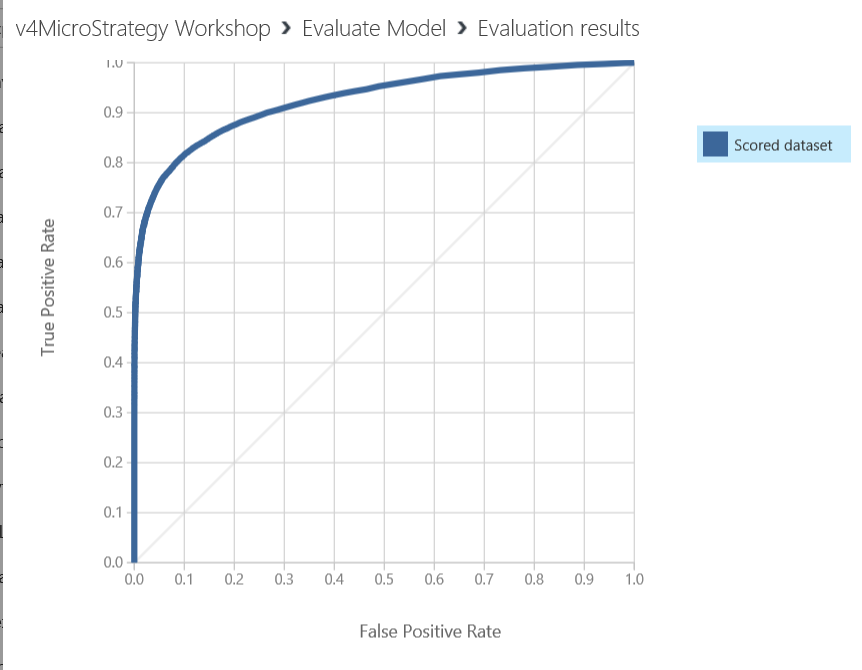 v4MicroStrategy Workshop › Evaluate Model › Evaluation results
1.0
0.9
0.8
0.7
0.6
0.5
0.4
0.3
0.2
0.1
0.0
True Positive Rate
0.0 0.1 0.2 0.3 0.4 0.5 0.6 0.7 0.8 0.9 1.0
False Positive Rate
Scored dataset